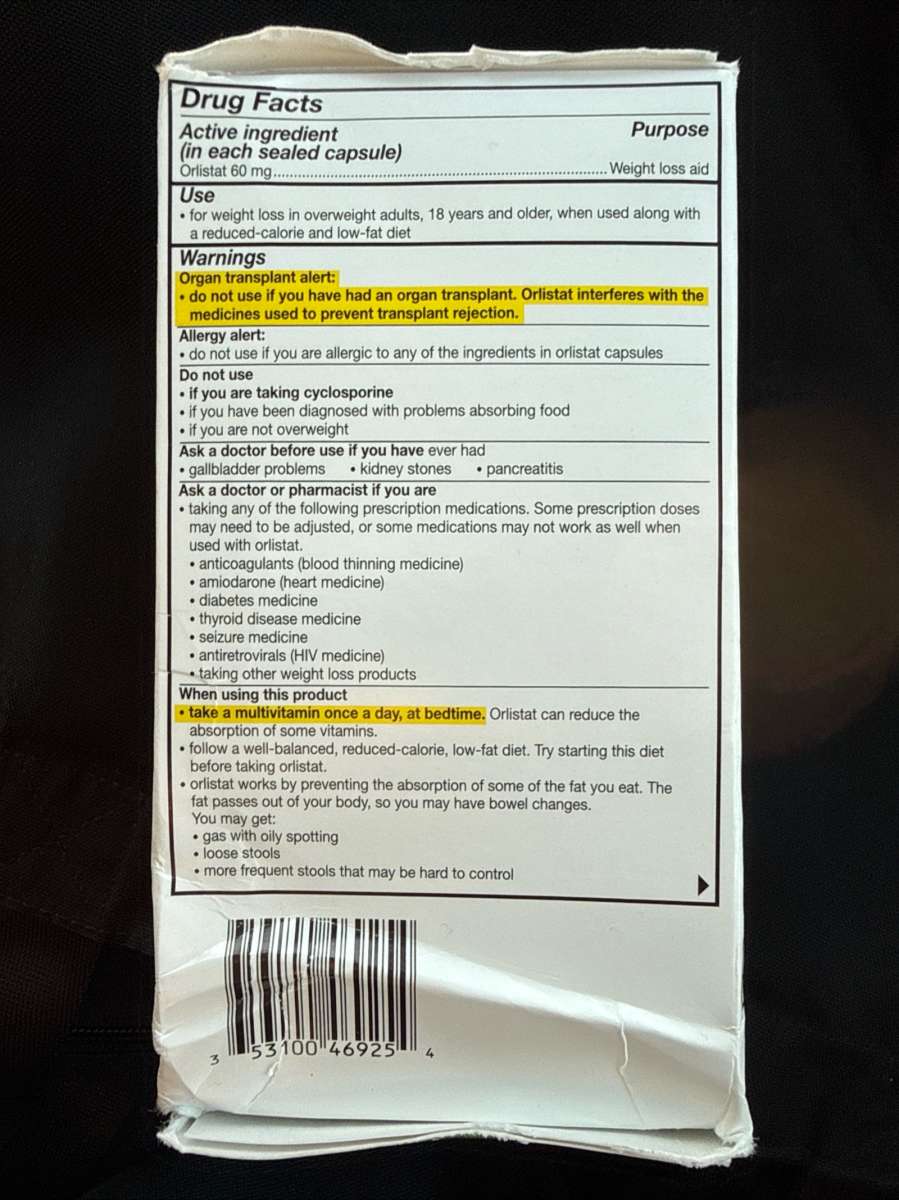 Drug Facts
Active ingredient Purpose
(in each sealed capsule)
Orlistat 60 mg................................................................................ Weight loss aid
Use
• for weight loss in overweight adults, 18 years and older, when used along with
a reduced-calorie and low-fat diet
Warnings
Organ transplant alert:
• do not use if you have had an organ transplant. Orlistat interferes with the
medicines used to prevent transplant rejection.
Allergy alert:
• do not use if you are allergic to any of the ingredients in orlistat capsules
Do not use
• if you are taking cyclosporine
• if you have been diagnosed with problems absorbing food
• if you are not overweight
Ask a doctor before use if you have ever had
• gallbladder problems • kidney stones • pancreatitis
Ask a doctor or pharmacist if you are
• taking any of the following prescription medications. Some prescription doses
may need to be adjusted, or some medications may not work as well when
used with orlistat.
• anticoagulants (blood thinning medicine)
• amiodarone (heart medicine)
• diabetes medicine
• thyroid disease medicine
• seizure medicine
• antiretrovirals (HIV medicine)
• taking other weight loss products
When using this product
• take a multivitamin once a day, at bedtime. Orlistat can reduce the
absorption of some vitamins.
• follow a well-balanced, reduced-calorie, low-fat diet. Try starting this diet
before taking orlistat.
• orlistat works by preventing the absorption of some of the fat you eat. The
fat passes out of your body, so you may have bowel changes.
You may get:
• gas with oily spotting
• loose stools
• more frequent stools that may be hard to control
3 53100 46925 4